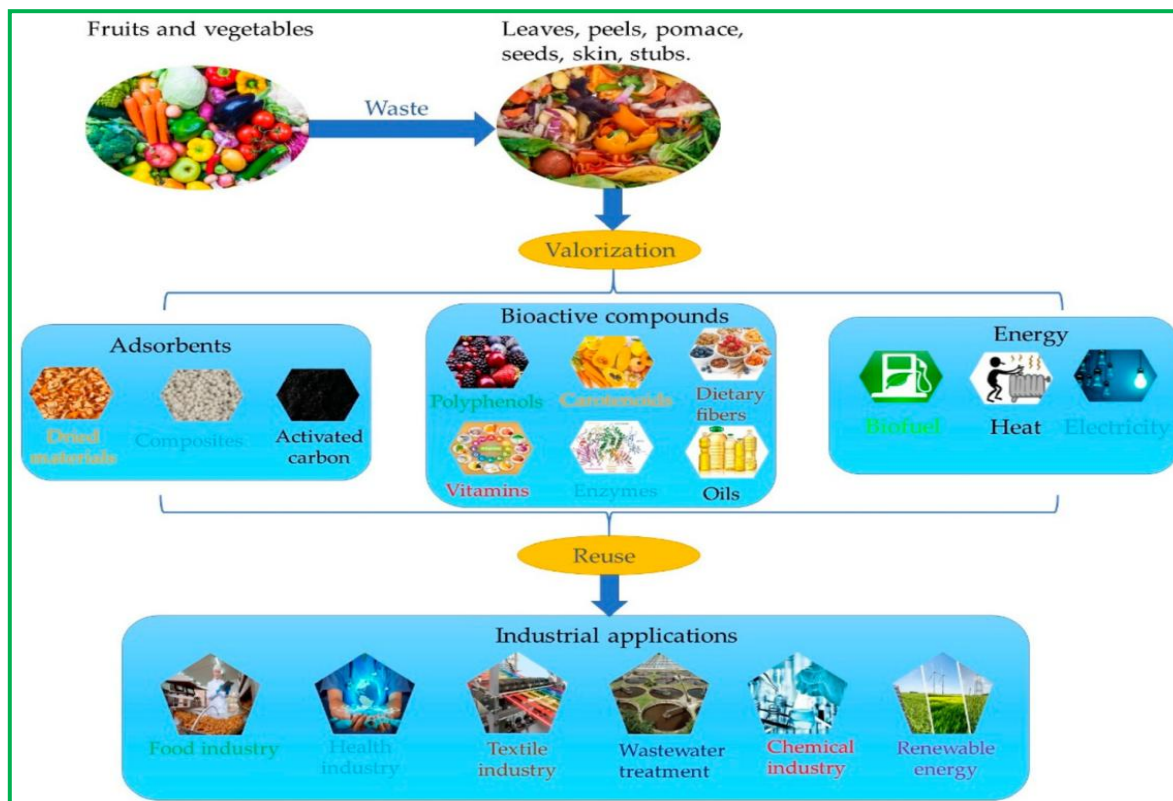 Fruits and vegetables
Leaves, peels, pomace,
seeds, skin, stubs.
Waste
Valorization
Adsorbents
Dried
materials
Composites
Activated
carbon
Bioactive compounds
Polyphenols
Carotenoids
Dietary
fibers
Vitamins
Enzymes
Oils
Energy
Biofuel
Heat
Electricity
Reuse
Industrial applications
Food industry
Health
industry
Textile
industry
Wastewater
treatment
Chemical
industry
Renewable
energy